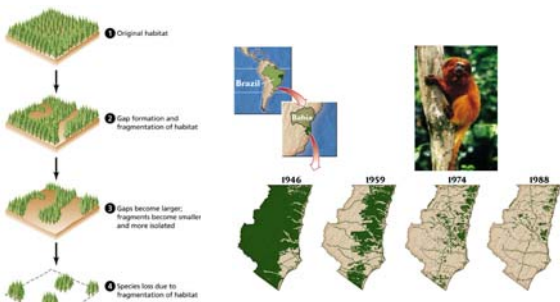 1 Original habitat
2 Gap formation and
fragmentation of habitat
3 Gaps become larger;
fragments become smaller
and more isolated
4 Species loss due to
fragmentation of habitat
Brazil
Bahia
1946
1959
1974
1988